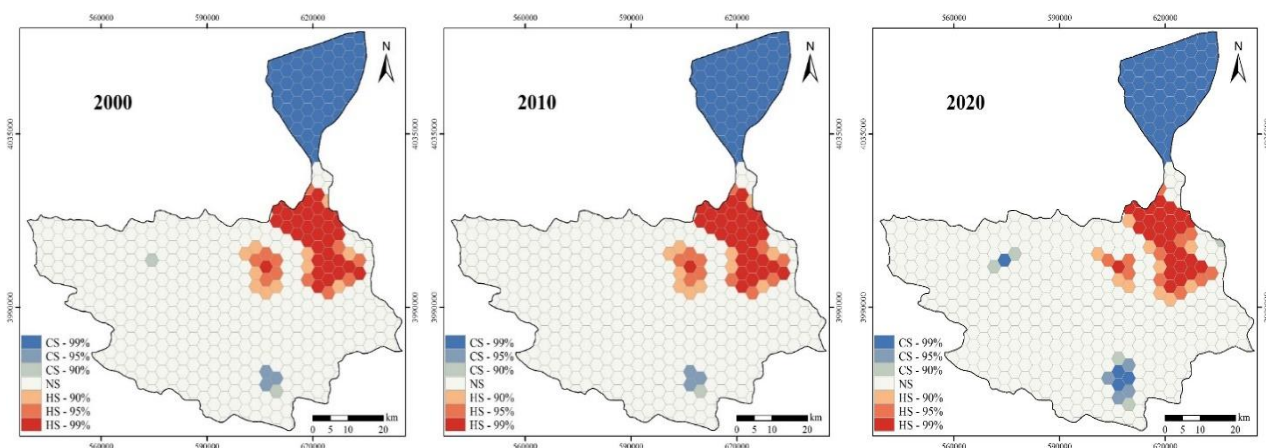 560000 590000 620000
N
2000
4035000 4035000
3990000 3990000
CS - 99%
CS - 95%
CS - 90%
NS
HS - 90%
HS - 95%
HS - 99%
0 5 10 20
km
560000 590000 620000
560000 590000 620000
N
2010
4035000
3990000
CS - 99%
CS - 95%
CS - 90%
NS
HS - 90%
HS - 95%
HS - 99%
0 5 10 20
km
560000 590000 620000
560000 590000 620000
N
2020
4035000
3990000
CS - 99%
CS - 95%
CS - 90%
NS
HS - 90%
HS - 95%
HS - 99%
0 5 10 20
km
560000 590000 620000